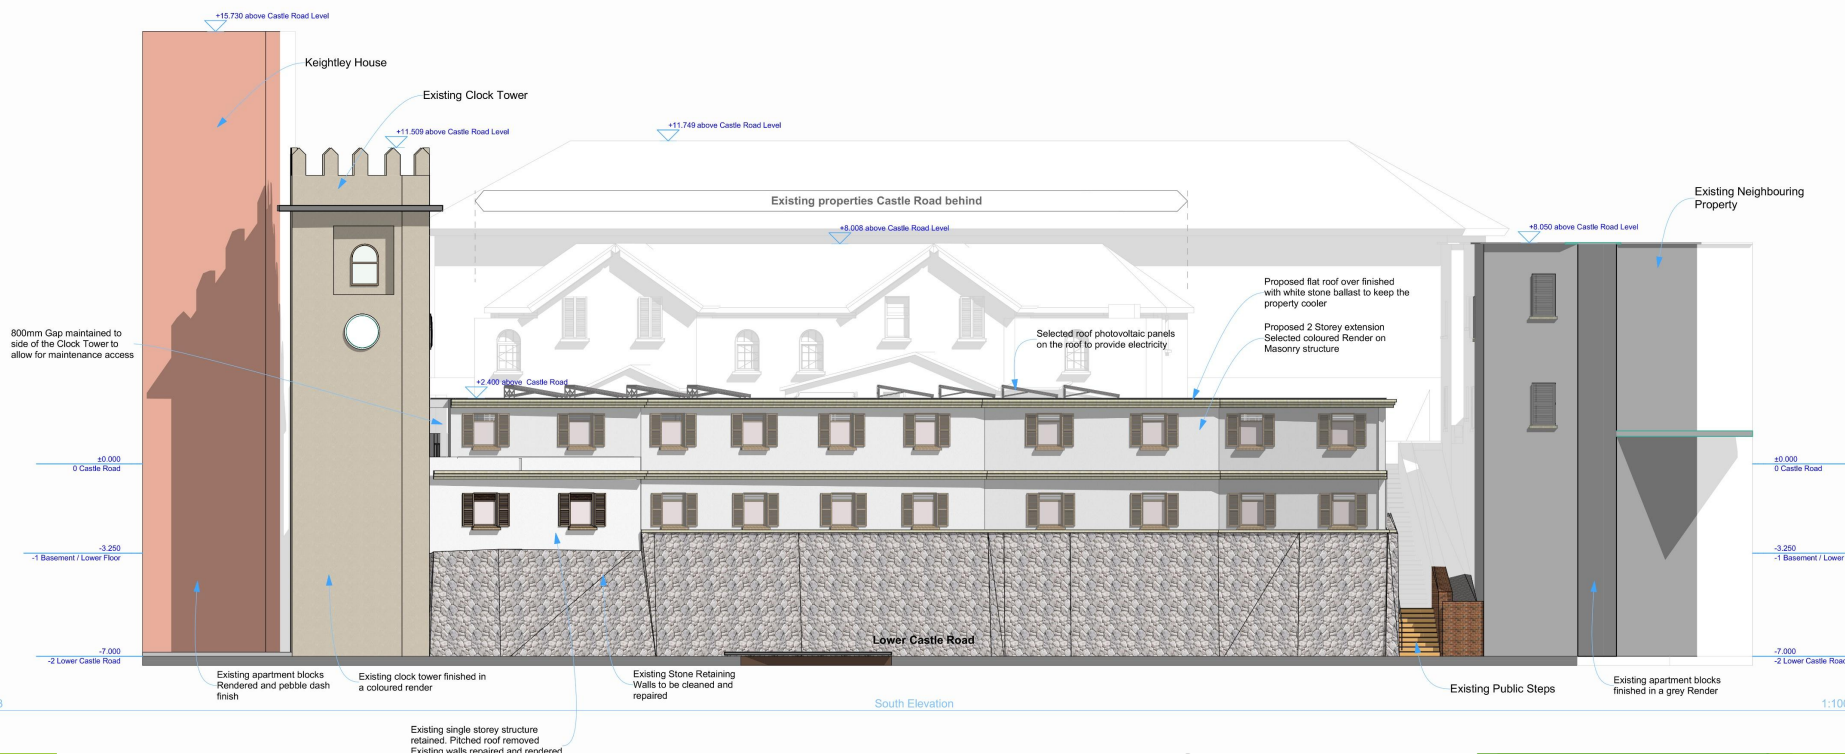 +15.730 above Castle Road Level
Keightley House
Existing Clock Tower
+11.509 above Castle Road Level
+11.749 above Castle Road Level
Existing properties Castle Road behind
+8.008 above Castle Road Level
Existing Neighbouring
Property
+8.050 above Castle Road Level
Proposed flat roof over finished
with white stone ballast to keep the
property cooler
Proposed 2 Storey extension
Selected coloured Render on
Masonry structure
Selected roof photovoltaic panels
on the roof to provide electricity
800mm Gap maintained to
side of the Clock Tower to
allow for maintenance access
+2.400 above Castle Road
±0.000
0 Castle Road
±0.000
0 Castle Road
-3.250
-1 Basement / Lower Floor
-3.250
-1 Basement / Lower
Lower Castle Road
-7.000
-2 Lower Castle Road
-7.000
-2 Lower Castle Road
Existing apartment blocks
Rendered and pebble dash
finish
Existing clock tower finished in
a coloured render
Existing Stone Retaining
Walls to be cleaned and
repaired
Existing Public Steps
Existing apartment blocks
finished in a grey Render
South Elevation
Existing single storey structure
retained. Pitched roof removed
Existing walls repaired and rendered